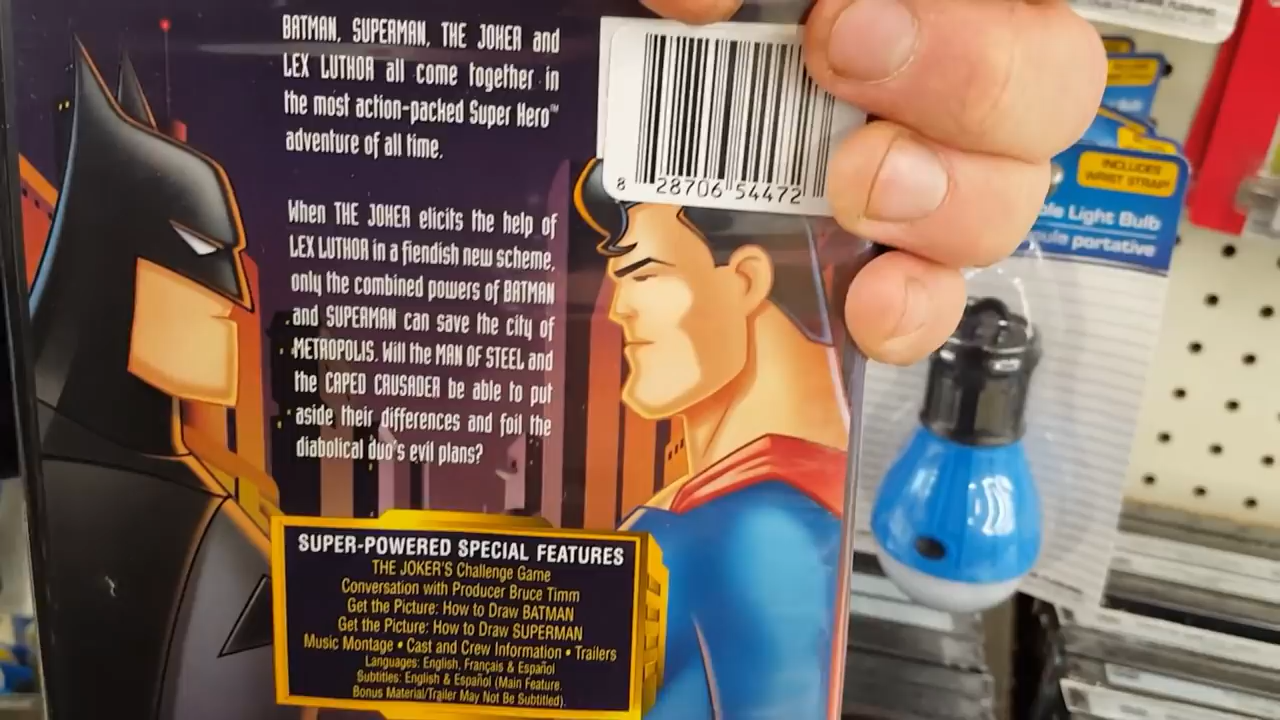 BATMAN, SUPERMAN, THE JOKER and
LEX LUTHOR all come together in
the most action-packed Super Hero™
adventure of all time.
8 28706 54472
When THE JOKER elicits the help of
LEX LUTHOR in a fiendish new scheme,
only the combined powers of BATMAN
and SUPERMAN can save the city of
METROPOLIS. Will the MAN OF STEEL and
the CAPED CRUSADER be able to put
aside their differences and foil the
diabolical duo's evil plans?
SUPER-POWERED SPECIAL FEATURES
THE JOKER'S Challenge Game
Conversation with Producer Bruce Timm
Get the Picture: How to Draw BATMAN
Get the Picture: How to Draw SUPERMAN
Music Montage • Cast and Crew Information • Trailers
Languages: English, Français & Español
Subtitles: English & Español (Main Feature.
Bonus Material/Trailer May Not Be Subtitled).
INCLUDES
WRIST STRAP!
Light Bulb
portative